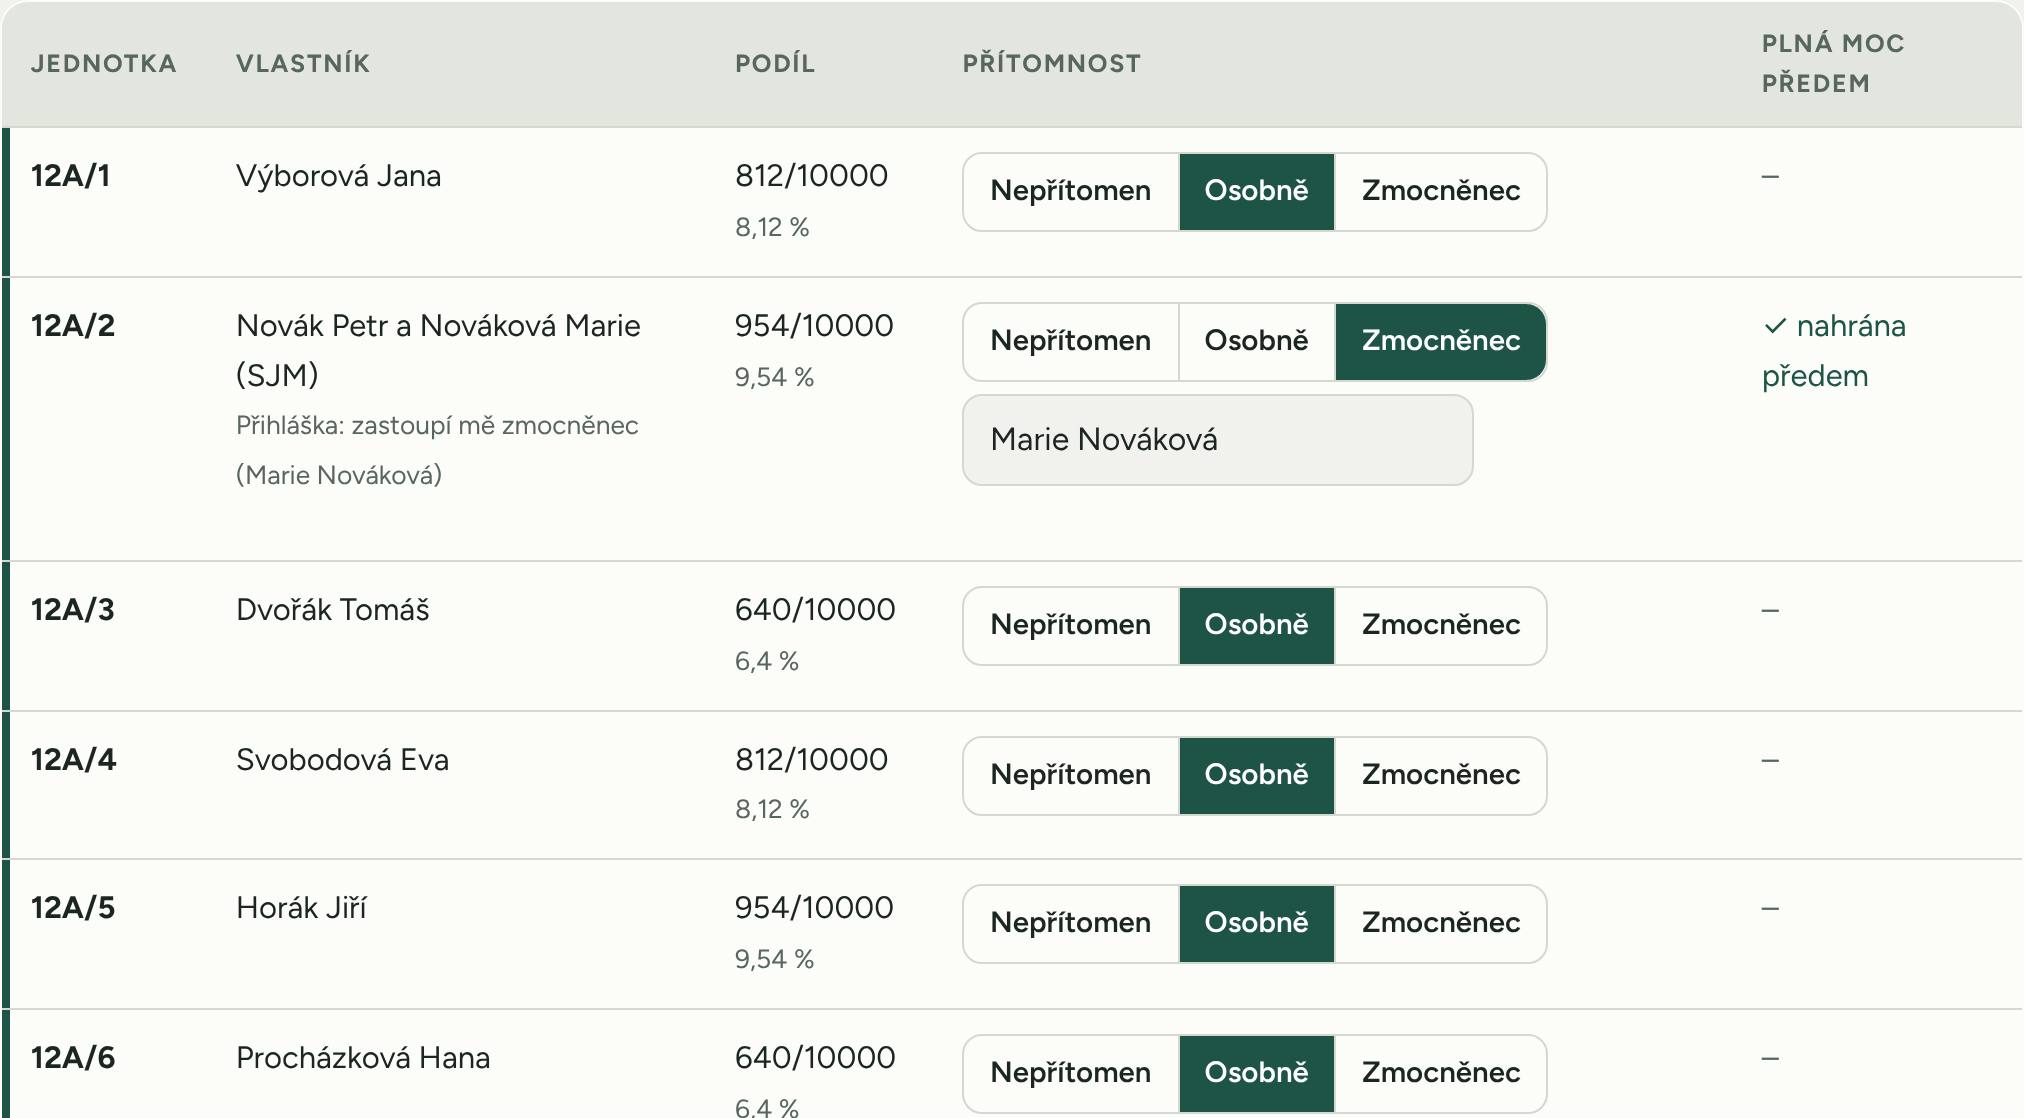 JEDNOTKA VLASTNÍK PODÍL PŘÍTOMNOST PLNÁ MOC PŘEDEM
12A/1 Výborová Jana 812/10000 Nepřítomen Osobně Zmocněnec –
8,12 %
12A/2 Novák Petr a Nováková Marie 954/10000 Nepřítomen Osobně Zmocněnec ✓ nahrána
(SJM) 9,54 % předem
Přihláška: zastoupí mě zmocněnec Marie Nováková
(Marie Nováková)
12A/3 Dvořák Tomáš 640/10000 Nepřítomen Osobně Zmocněnec –
6,4 %
12A/4 Svobodová Eva 812/10000 Nepřítomen Osobně Zmocněnec –
8,12 %
12A/5 Horák Jiří 954/10000 Nepřítomen Osobně Zmocněnec –
9,54 %
12A/6 Procházková Hana 640/10000 Nepřítomen Osobně Zmocněnec –
6,4 %